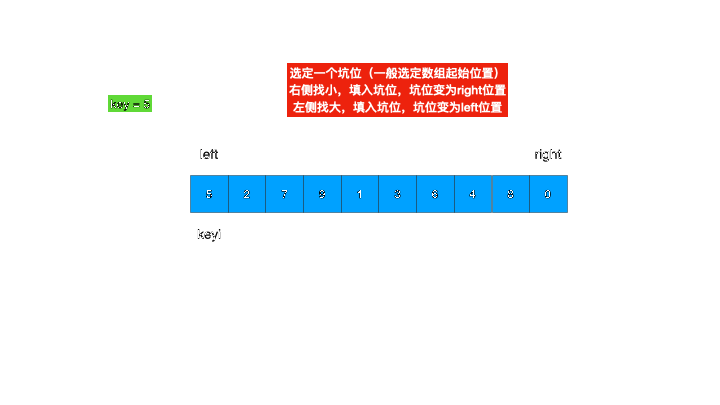 选定一个坑位（一般选定数组起始位置）
右侧找小，填入坑位，坑位变为right位置
左侧找大，填入坑位，坑位变为left位置
key = 5
left right
5 2 7 1 3 6 4 0
keyi